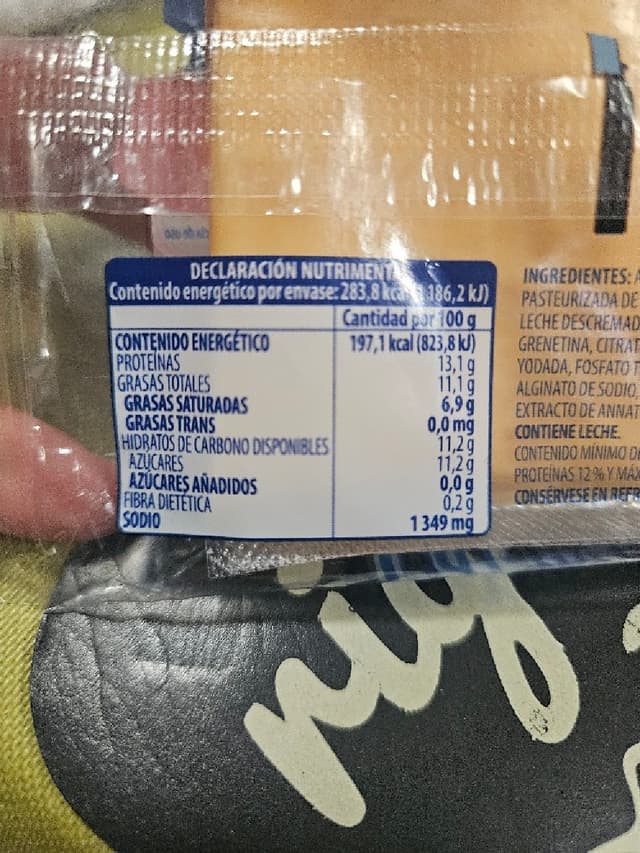 DECLARACIÓN NUTRIMEN
Contenido energético por envase: 283,8 186,2 kJ)
Cantidad por 100 g
CONTENIDO ENERGÉTICO 197,1 kcal (823,8 kJ)
PROTEÍNAS 13,1 g
GRASAS TOTALES 11,1 g
GRASAS SATURADAS 6,9 g
GRASAS TRANS 0,0 mg
HIDRATOS DE CARBONO DISPONIBLES 11,2 g
AZÚCARES 11,2 g
AZÚCARES AÑADIDOS 0,0 g
FIBRA DIETÉTICA 0,2 g
SODIO 1 349 mg
INGREDIENTES:
PASTEURIZADA DE
LECHE DESCREMAD
GRENETINA, CITRAT
YODADA, FOSFATO T
ALGINATO DE SODIO,
EXTRACTO DE ANNAT
CONTIENE LECHE.
CONTENIDO MÍNIMO DE
PROTEÍNAS 12 % Y MÁX
CONSÉRVESE EN REFR